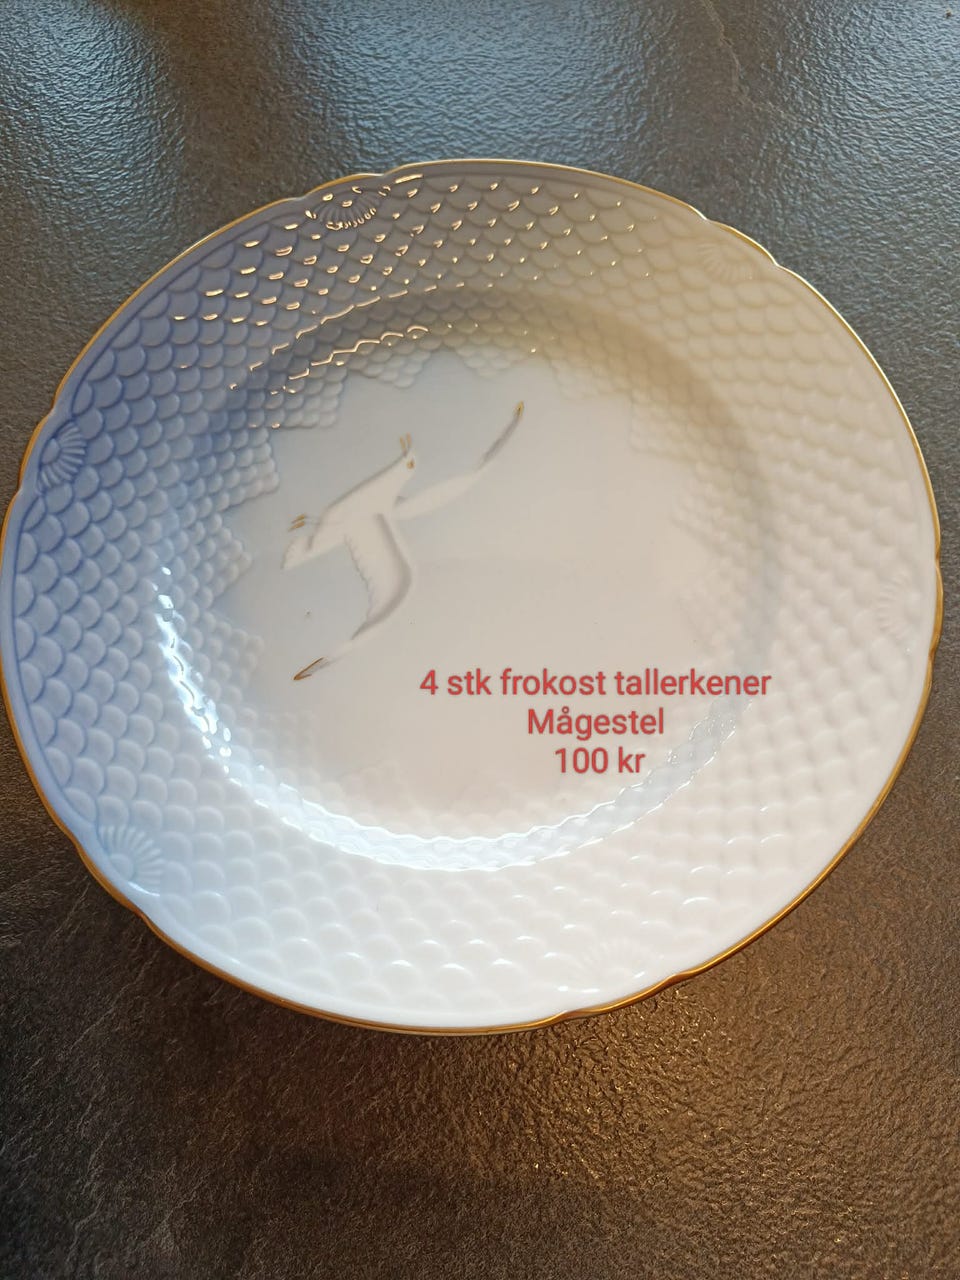 4 stk frokost tallerkener
Mågestel
100 kr